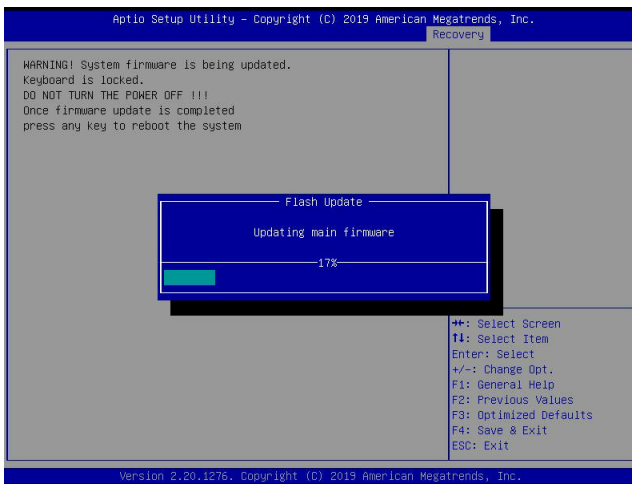 Aptio Setup Utility – Copyright (C) 2019 American Megatrends, Inc.
Recovery
WARNING! System firmware is being updated.
Keyboard is locked.
DO NOT TURN THE POWER OFF !!!
Once firmware update is completed
press any key to reboot the system
Flash Update
Updating main firmware
17%
→←: Select Screen
↑↓: Select Item
Enter: Select
+/-: Change Opt.
F1: General Help
F2: Previous Values
F3: Optimized Defaults
F4: Save & Exit
ESC: Exit
Version 2.20.1276. Copyright (C) 2019 American Megatrends, Inc.